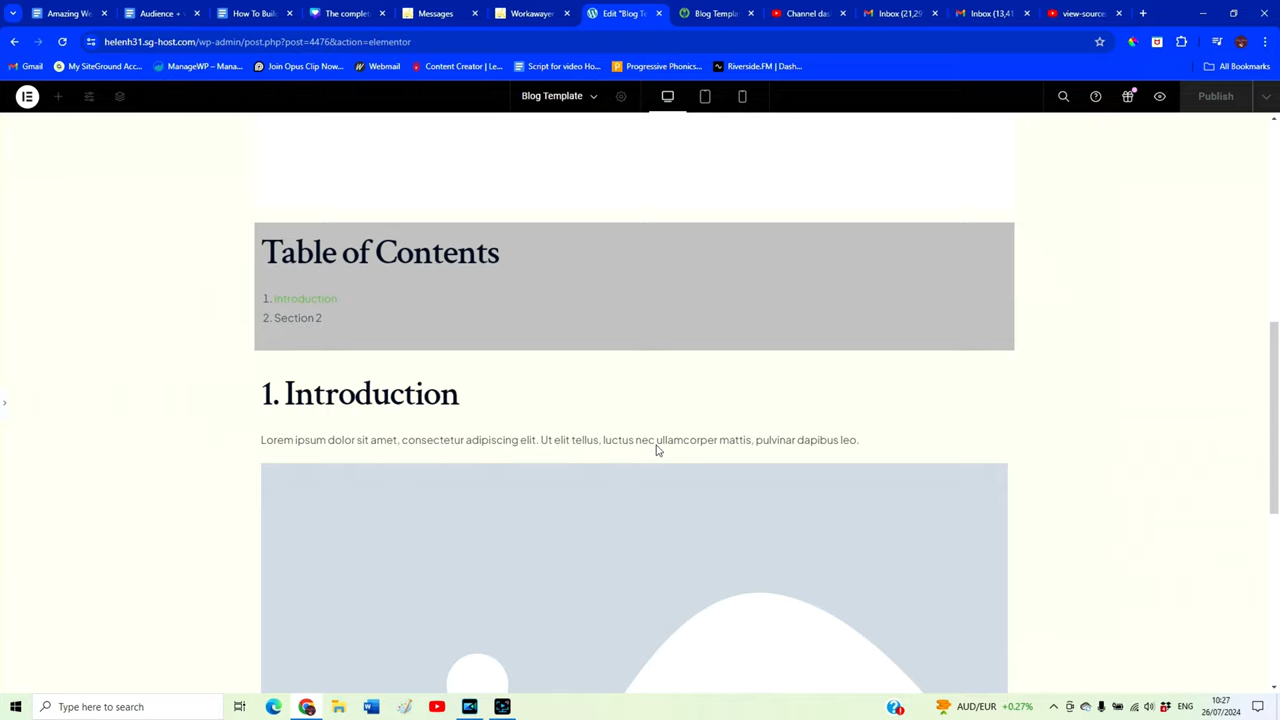 Amazing We
Audience +
How To Buil
The complet
Messages
Workawayer
Edit "Blog T
Blog Templat
Channel das
Inbox (21,29
Inbox (13,41
view-source
helenh31.sg-host.com/wp-admin/post.php?post=4476&action=elementor
Gmail
My SiteGround Acc...
ManageWP – Mana...
Join Opus Clip Now...
Webmail
Content Creator | Le...
Script for video Ho...
Progressive Phonics...
Riverside.FM | Dash...
All Bookmarks
Blog Template
Publish
Table of Contents
1. Introduction
2. Section 2
1. Introduction
Lorem ipsum dolor sit amet, consectetur adipiscing elit. Ut elit tellus, luctus nec ullamcorper mattis, pulvinar dapibus leo.
Type here to search
AUD/EUR +0.27%
ENG
10:27
26/07/2024